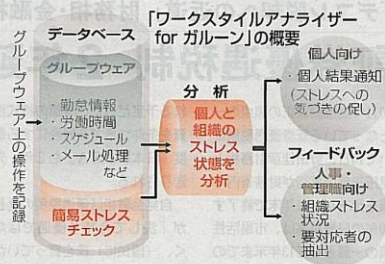 「ワークスタイルアナライザー
for ガルーン」の概要
グループウェア上の操作を記録
データベース
グループウェア
・勤怠情報
・労働時間
・スケジュール
・メール処理
など
簡易ストレス
チェック
分析
個人と
組織の
ストレス
状態を
分析
個人向け
・個人結果通知
(ストレスへの
気づきの促し)
フィードバック
人事・
管理職向け
・組織ストレス
状況
・要対応者の
抽出